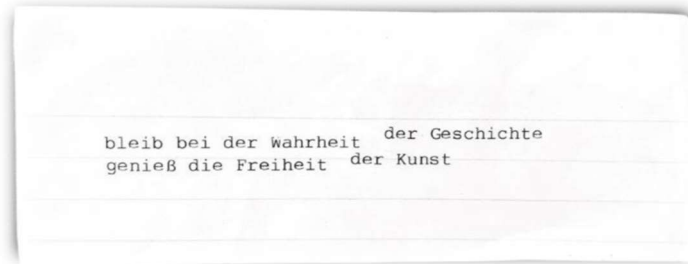 bleib bei der Wahrheit der Geschichte
genieß die Freiheit der Kunst